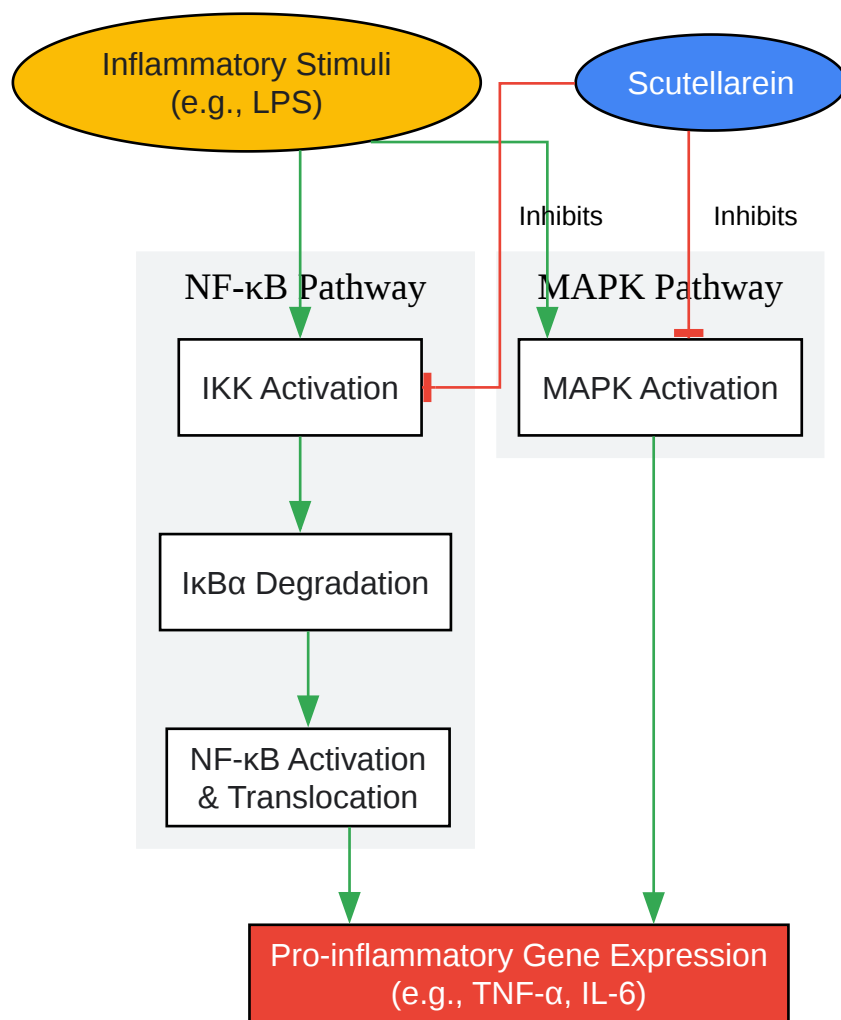 Inflammatory Stimuli
(e.g., LPS)
Scutellarein
Inhibits
Inhibits
NF-κB Pathway
MAPK Pathway
IKK Activation
MAPK Activation
IκBα Degradation
NF-κB Activation
& Translocation
Pro-inflammatory Gene Expression
(e.g., TNF-α, IL-6)